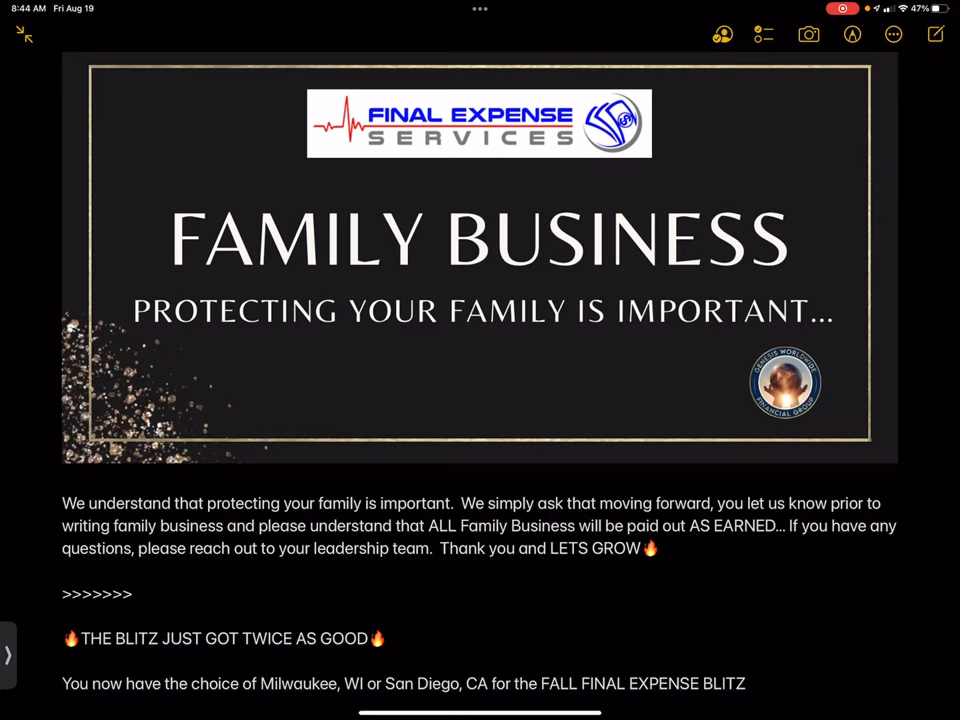 8:44 AM Fri Aug 19
47%
FINAL EXPENSE
SERVICES
FAMILY BUSINESS
PROTECTING YOUR FAMILY IS IMPORTANT...
GENESIS WORLDWIDE
FINANCIAL GROUP
We understand that protecting your family is important.  We simply ask that moving forward, you let us know prior to
writing family business and please understand that ALL Family Business will be paid out AS EARNED... If you have any
questions, please reach out to your leadership team.  Thank you and LETS GROW🔥
>>>>>>>
🔥THE BLITZ JUST GOT TWICE AS GOOD🔥
You now have the choice of Milwaukee, WI or San Diego, CA for the FALL FINAL EXPENSE BLITZ